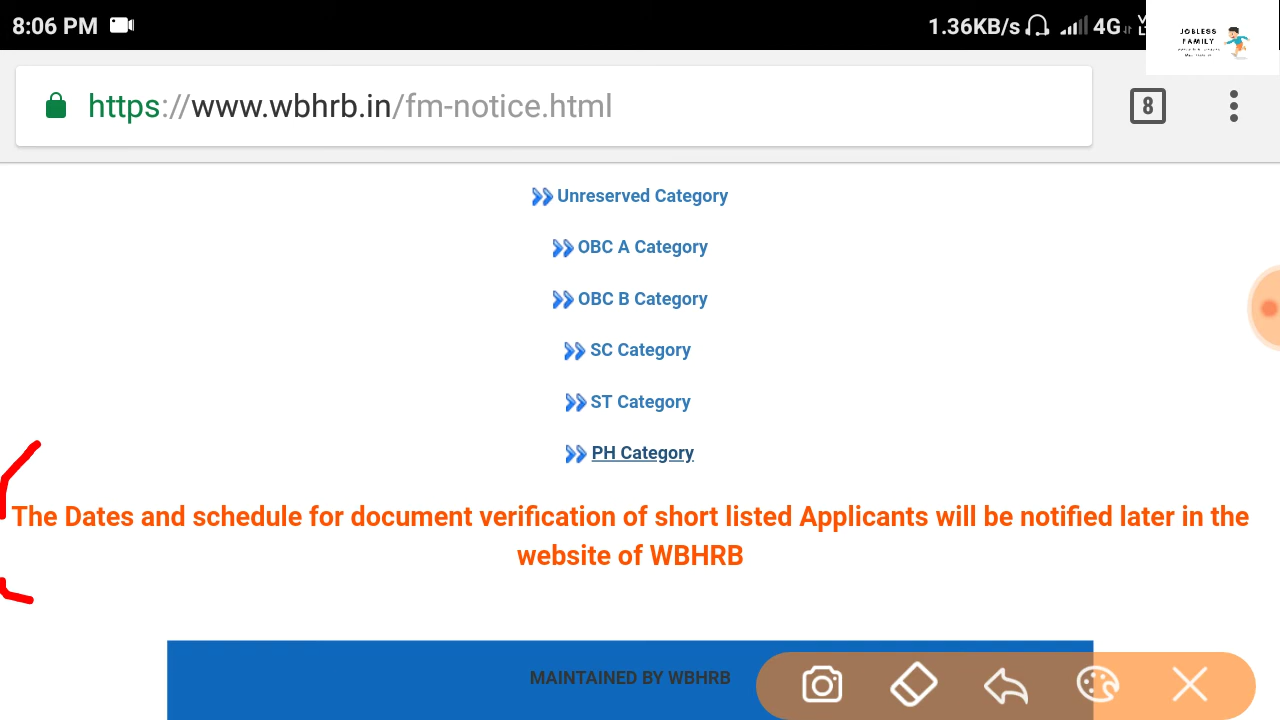 8:06 PM
1.36KB/s 4G
JOBLESS
FAMILY
https://www.wbhrb.in/fm-notice.html
8
Unreserved Category
OBC A Category
OBC B Category
SC Category
ST Category
PH Category
The Dates and schedule for document verification of short listed Applicants will be notified later in the
website of WBHRB
MAINTAINED BY WBHRB